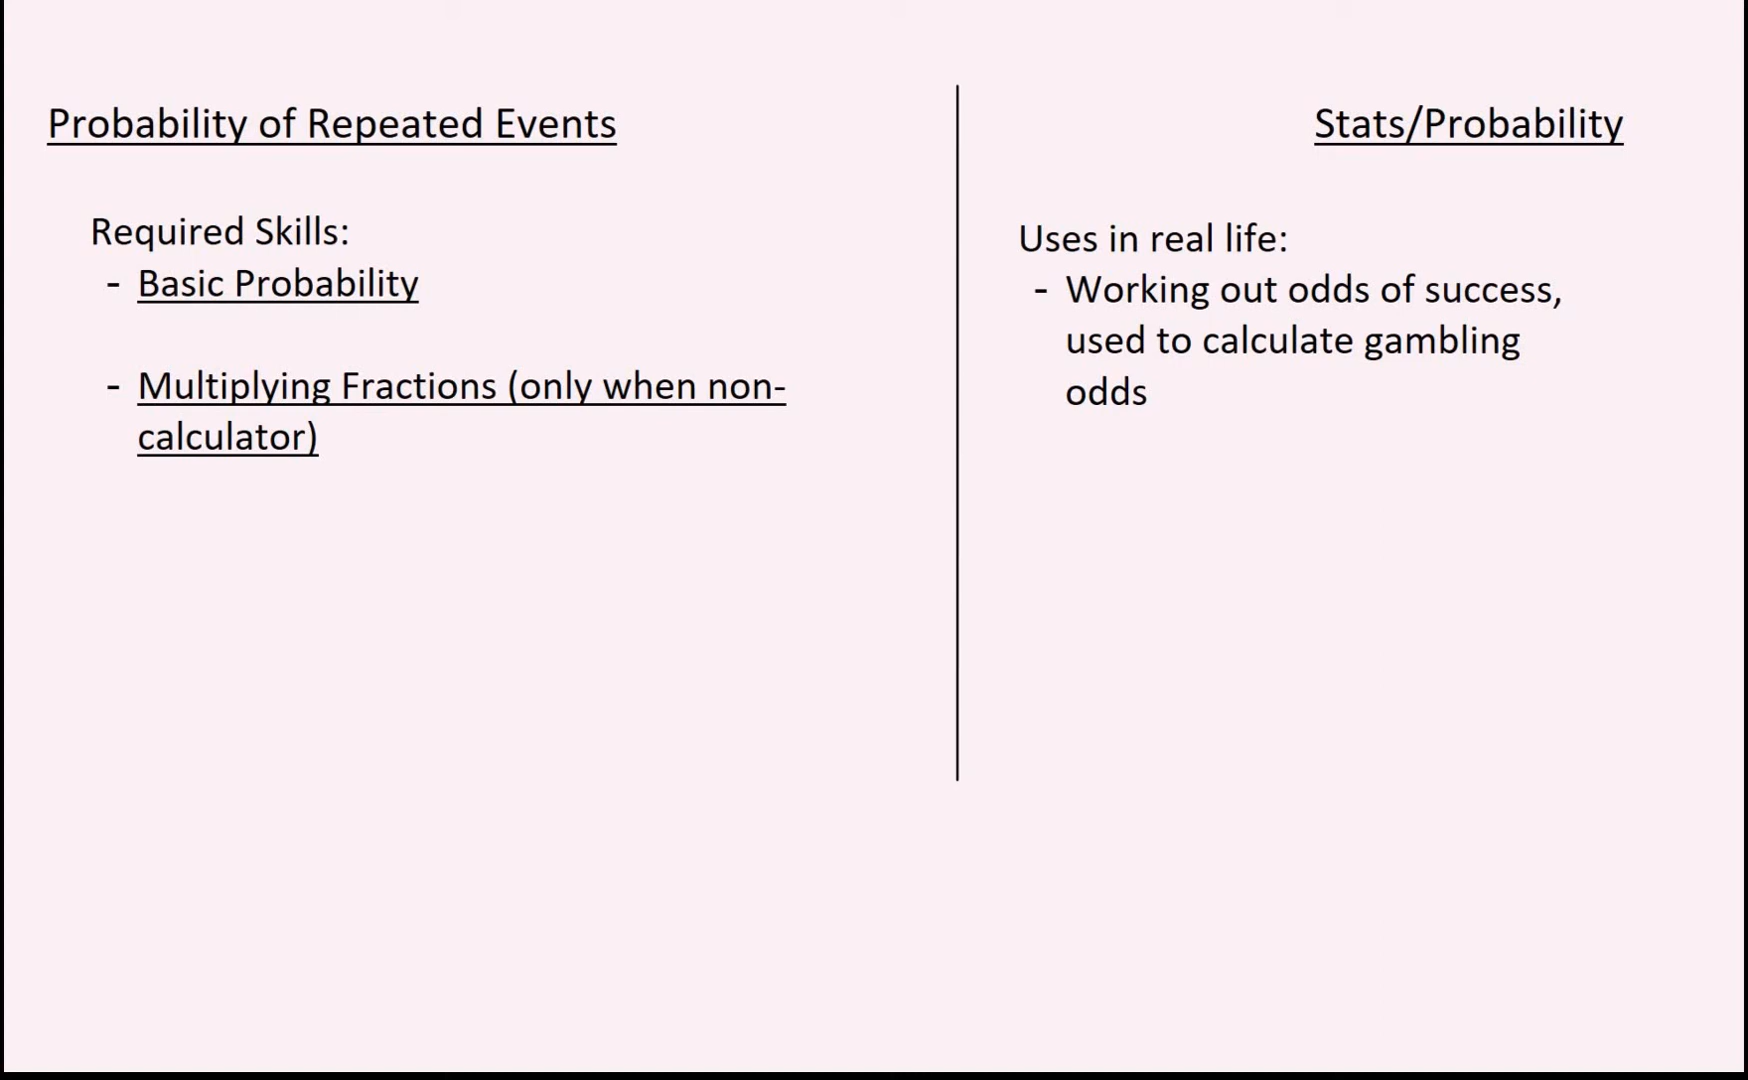 Probability of Repeated Events
Required Skills:
- Basic Probability
- Multiplying Fractions (only when non-
calculator)
Stats/Probability
Uses in real life:
- Working out odds of success,
used to calculate gambling
odds